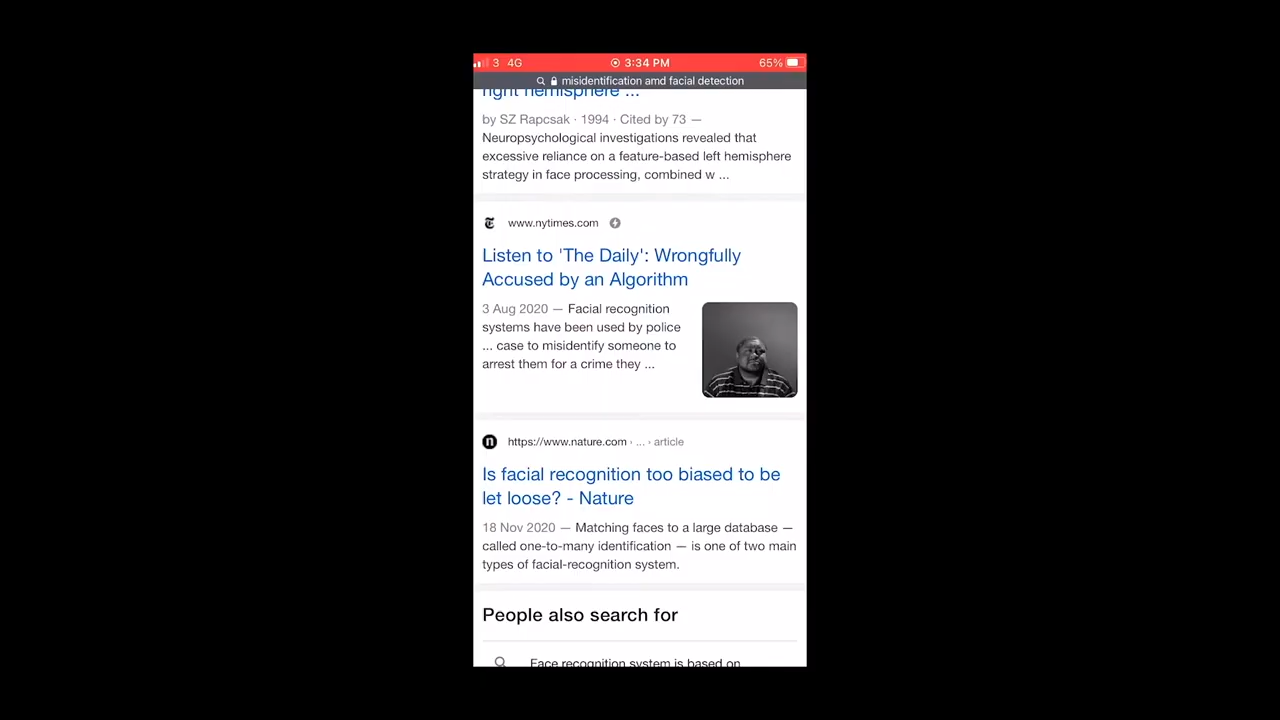 3 4G 3:34 PM 65%
misidentification amd facial detection
right hemisphere ...
by SZ Rapcsak · 1994 · Cited by 73 —
Neuropsychological investigations revealed that
excessive reliance on a feature-based left hemisphere
strategy in face processing, combined w ...
www.nytimes.com
Listen to 'The Daily': Wrongfully
Accused by an Algorithm
3 Aug 2020 — Facial recognition
systems have been used by police
... case to misidentify someone to
arrest them for a crime they ...
https://www.nature.com › ... › article
Is facial recognition too biased to be
let loose? - Nature
18 Nov 2020 — Matching faces to a large database —
called one-to-many identification — is one of two main
types of facial-recognition system.
People also search for
Face recognition system is based on